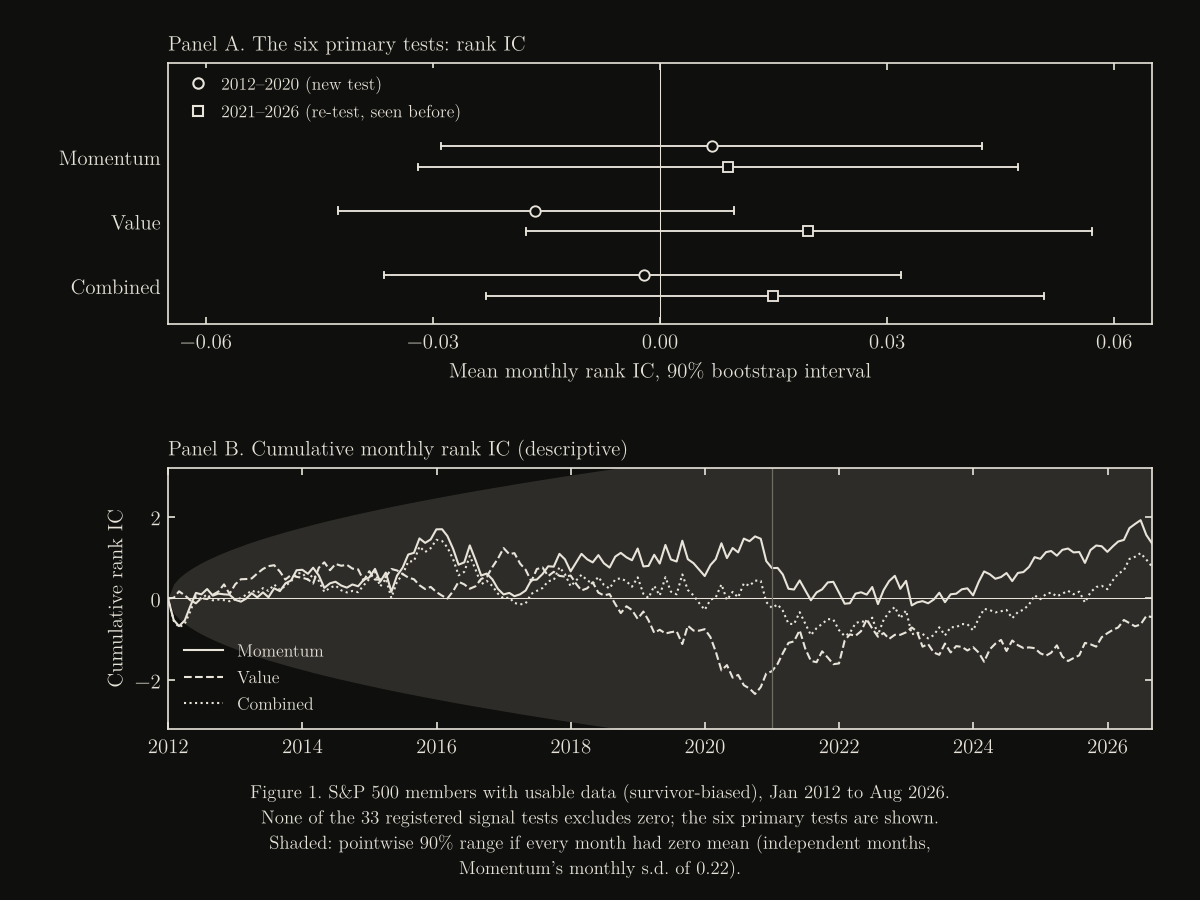 Panel A. The six primary tests: rank IC
2012–2020 (new test)
2021–2026 (re-test, seen before)
Momentum
Value
Combined
−0.06 −0.03 0.00 0.03 0.06
Mean monthly rank IC, 90% bootstrap interval
Panel B. Cumulative monthly rank IC (descriptive)
Cumulative rank IC
2
0
−2
Momentum
Value
Combined
2012 2014 2016 2018 2020 2022 2024 2026
Figure 1. S&P 500 members with usable data (survivor-biased), Jan 2012 to Aug 2026.
None of the 33 registered signal tests excludes zero; the six primary tests are shown.
Shaded: pointwise 90% range if every month had zero mean (independent months,
Momentum's monthly s.d. of 0.22).